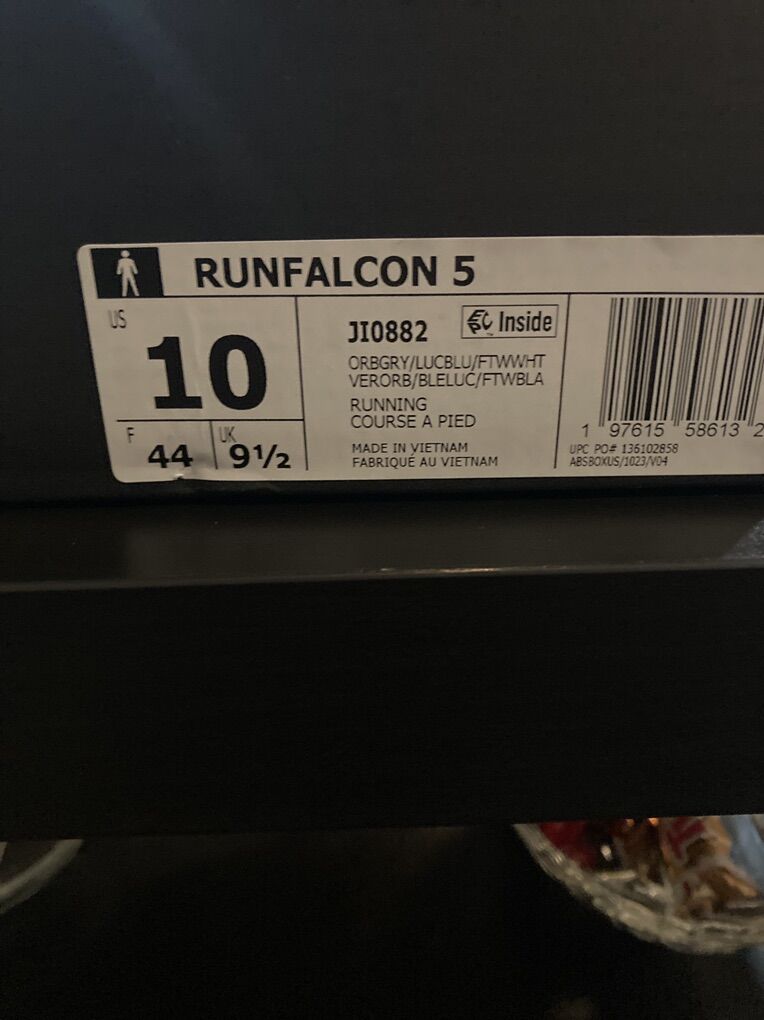 RUNFALCON 5
US
10
F 44
UK 9½
JI0882
Inside
ORBGRY/LUCBLU/FTWWHT
VERORB/BLELUC/FTWBLA
RUNNING
COURSE A PIED
MADE IN VIETNAM
FABRIQUÉ AU VIETNAM
1 97615 58613 2
UPC PO# 136102858
ABSBOXUS/1023/V04